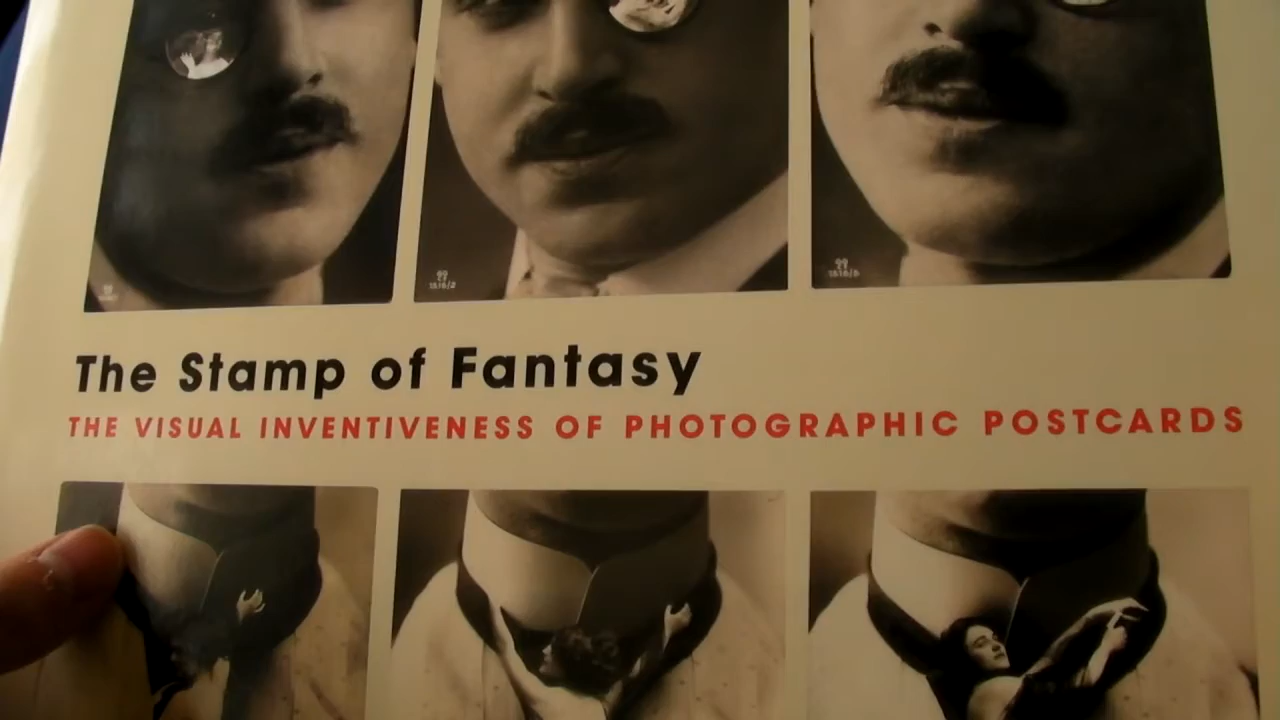 The Stamp of Fantasy
THE VISUAL INVENTIVENESS OF PHOTOGRAPHIC POSTCARDS